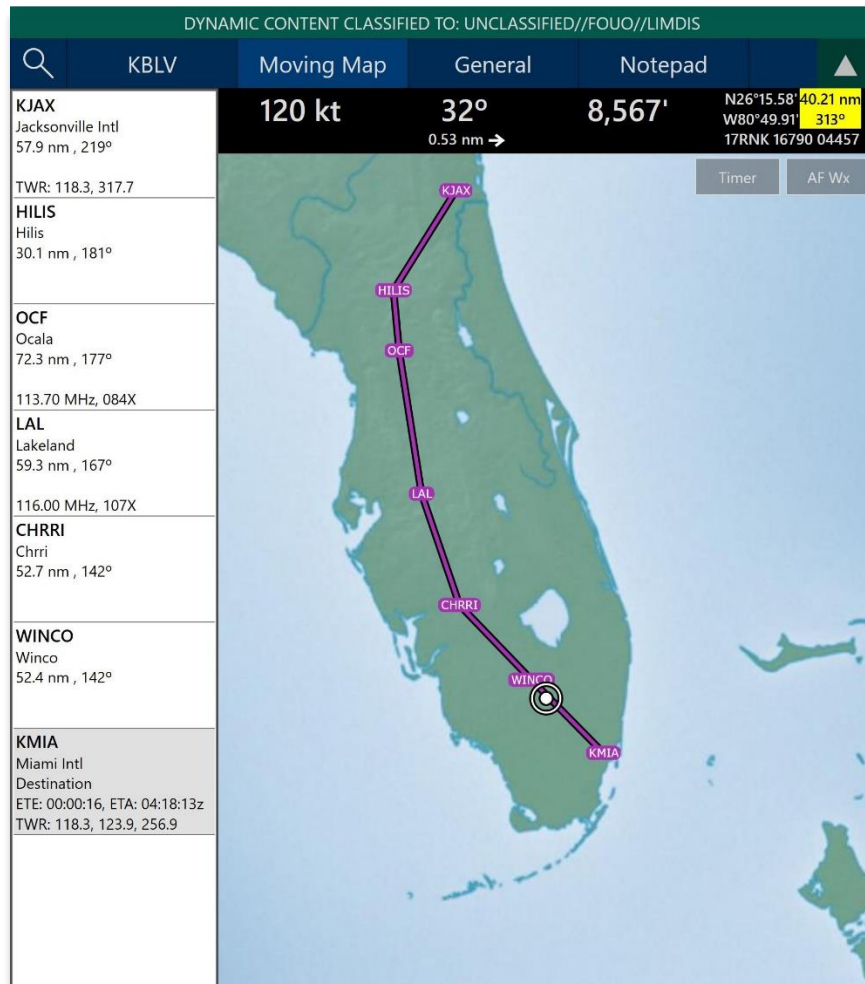 DYNAMIC CONTENT CLASSIFIED TO: UNCLASSIFIED//FOUO//LIMDIS
KBLV Moving Map General Notepad
120 kt 32º 8,567'
0.53 nm →
N26°15.58' 40.21 nm
W80°49.91' 313º
17RNK 16790 04457
Timer AF Wx
KJAX
Jacksonville Intl
57.9 nm , 219º
TWR: 118.3, 317.7
HILIS
Hilis
30.1 nm , 181º
OCF
Ocala
72.3 nm , 177º
113.70 MHz, 084X
LAL
Lakeland
59.3 nm , 167º
116.00 MHz, 107X
CHRRI
Chrri
52.7 nm , 142º
WINCO
Winco
52.4 nm , 142º
KMIA
Miami Intl
Destination
ETE: 00:00:16, ETA: 04:18:13z
TWR: 118.3, 123.9, 256.9
KJAX
HILIS
OCF
LAL
CHRRI
WINCO
KMIA